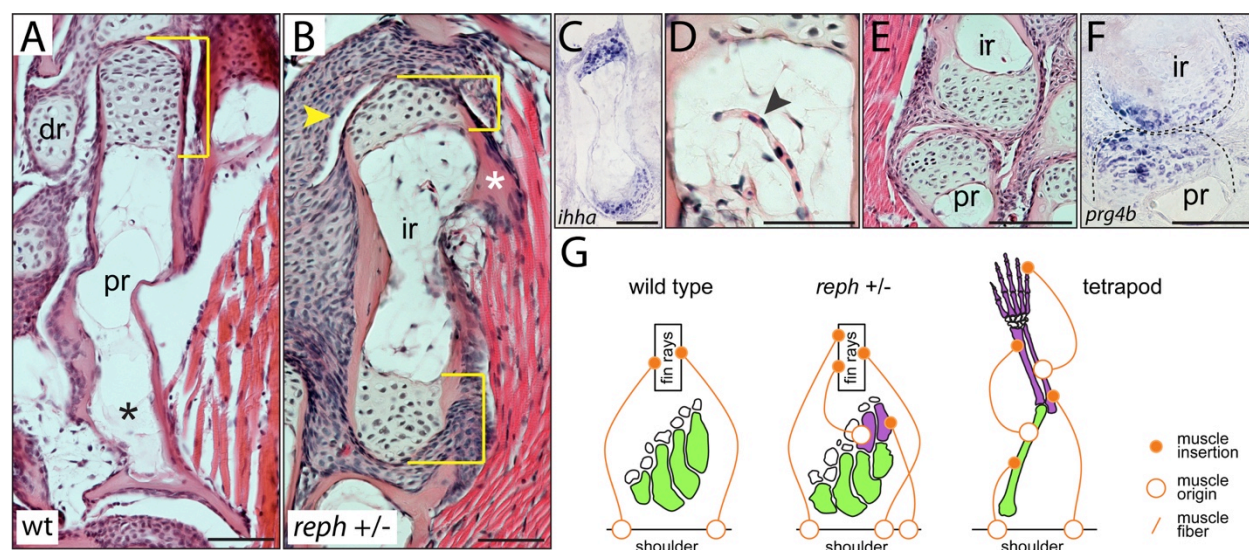 A
dr
pr
*
wt
B
ir
*
reph +/-
C
ihha
D
E
ir
pr
F
ir
pr
prg4b
G
wild type
reph +/-
tetrapod
fin rays
fin rays
shoulder
shoulder
shoulder
muscle
insertion
muscle
origin
muscle
fiber